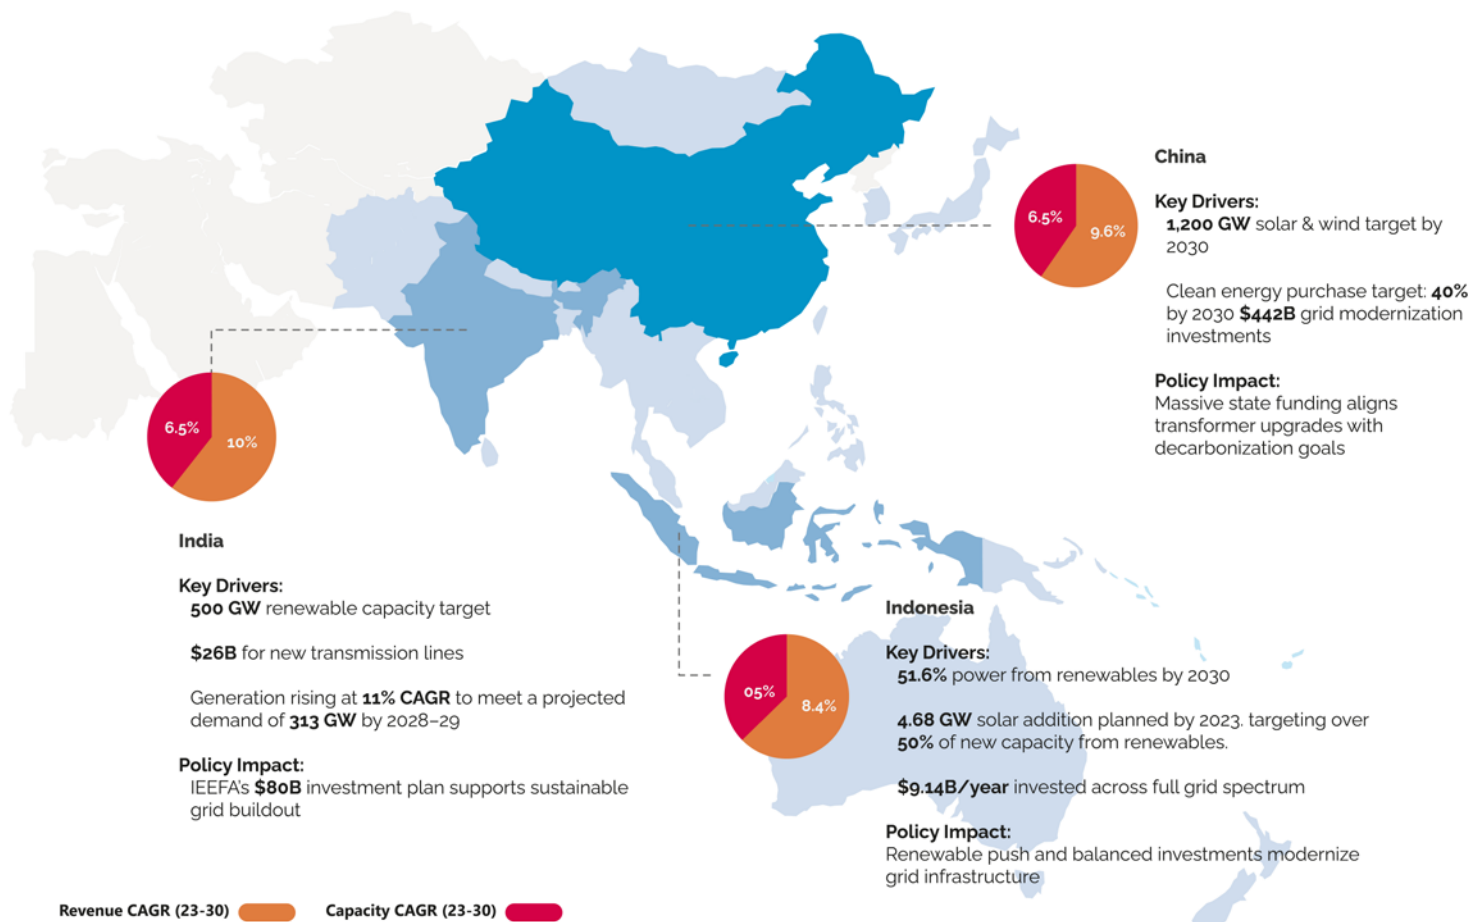 China
Key Drivers:
1,200 GW solar & wind target by
2030
Clean energy purchase target: 40%
by 2030 $442B grid modernization
investments
Policy Impact:
Massive state funding aligns
transformer upgrades with
decarbonization goals
6.5%
9.6%
6.5%
10%
India
Key Drivers:
500 GW renewable capacity target
$26B for new transmission lines
Generation rising at 11% CAGR to meet a projected
demand of 313 GW by 2028–29
Policy Impact:
IEEFA's $80B investment plan supports sustainable
grid buildout
05%
8.4%
Indonesia
Key Drivers:
51.6% power from renewables by 2030
4.68 GW solar addition planned by 2023. targeting over
50% of new capacity from renewables.
$9.14B/year invested across full grid spectrum
Policy Impact:
Renewable push and balanced investments modernize
grid infrastructure
Revenue CAGR (23-30)
Capacity CAGR (23-30)